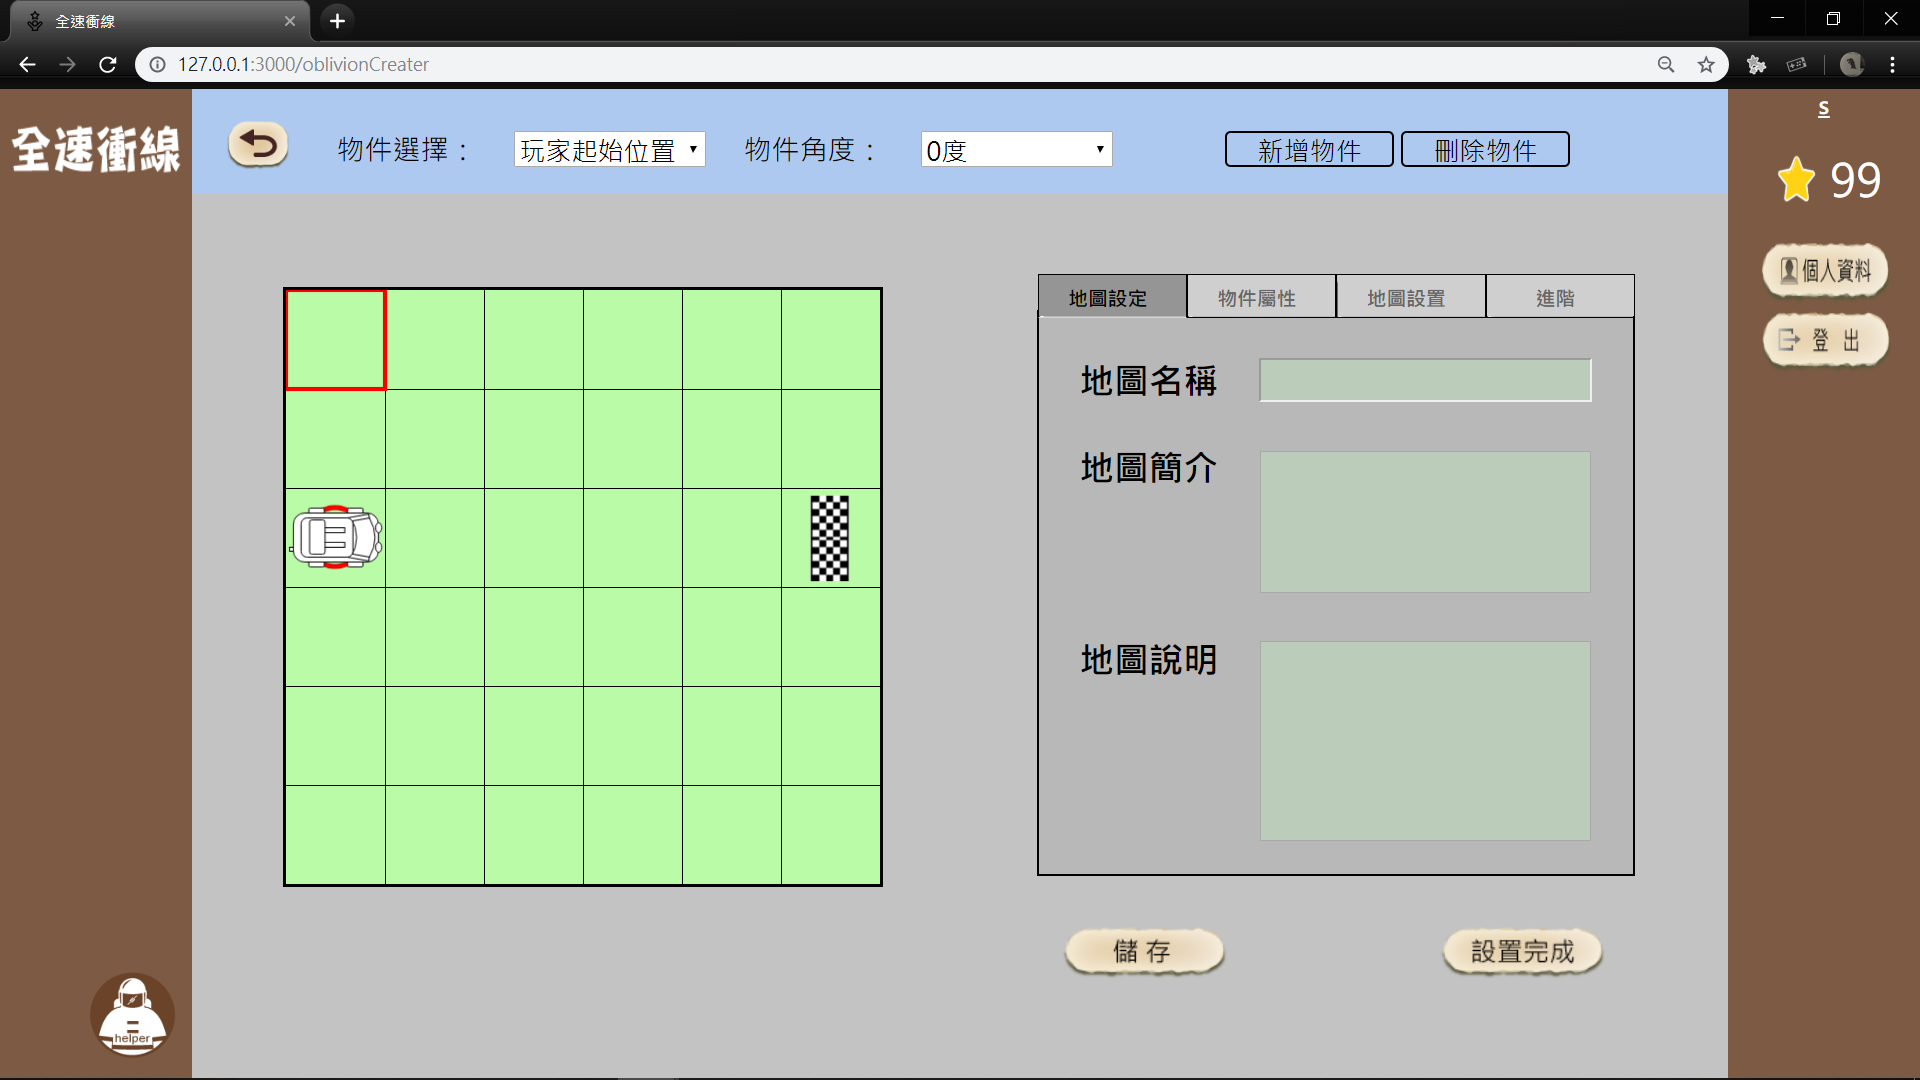 全速衝線
127.0.0.1:3000/oblivionCreater
全速衝線
物件選擇：
玩家起始位置
物件角度：
0度
新增物件
刪除物件
s
99
個人資料
登 出
地圖設定
物件屬性
地圖設置
進階
地圖名稱
地圖簡介
地圖說明
儲 存
設置完成
helper